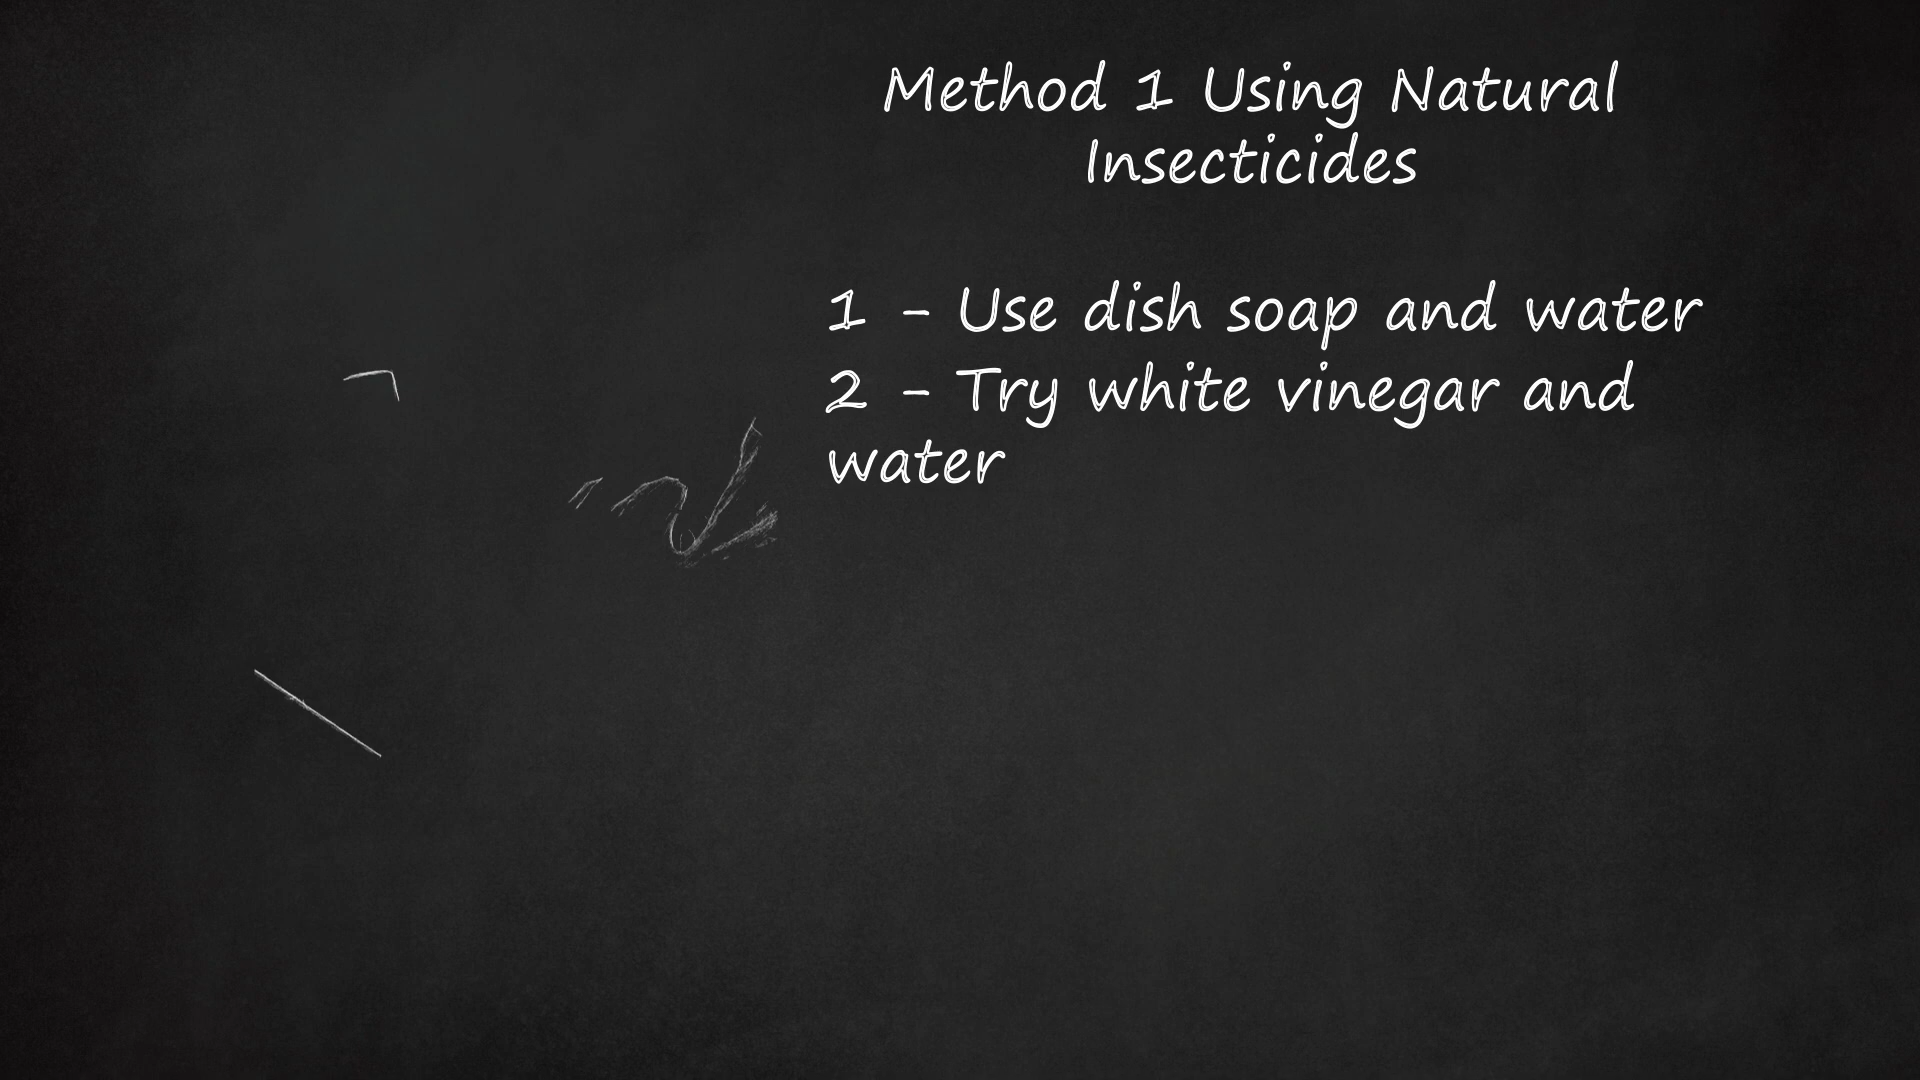 Method 1 Using Natural
Insecticides
1 - Use dish soap and water
2 - Try white vinegar and
water